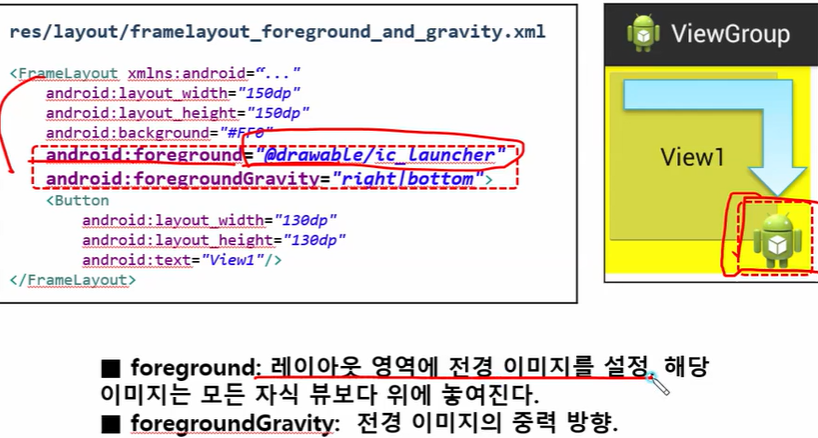 res/layout/framelayout_foreground_and_gravity.xml
<FrameLayout xmlns:android="..."
android:layout_width="150dp"
android:layout_height="150dp"
android:background="#FF0"
android:foreground="@drawable/ic_launcher"
android:foregroundGravity="right|bottom">
<Button
android:layout_width="130dp"
android:layout_height="130dp"
android:text="View1"/>
</FrameLayout>
ViewGroup
View1
■ foreground: 레이아웃 영역에 전경 이미지를 설정, 해당
이미지는 모든 자식 뷰보다 위에 놓여진다.
■ foregroundGravity: 전경 이미지의 중력 방향.